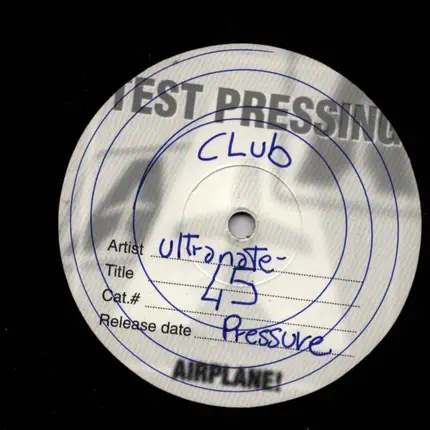 TEST PRESSING
CLUB
Artist ultranate-
Title
45
Cat.#
Release date Pressure
AIRPLANE!